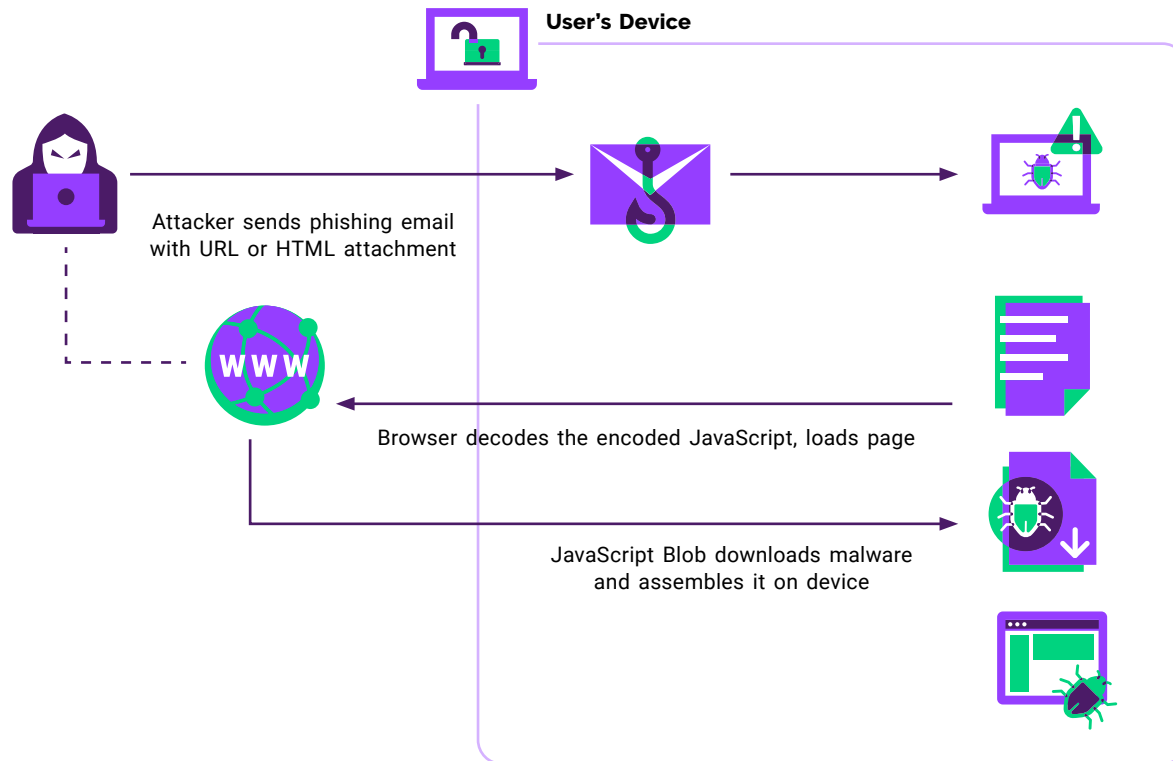 User's Device
Attacker sends phishing email
with URL or HTML attachment
WWW
Browser decodes the encoded JavaScript, loads page
JavaScript Blob downloads malware
and assembles it on device